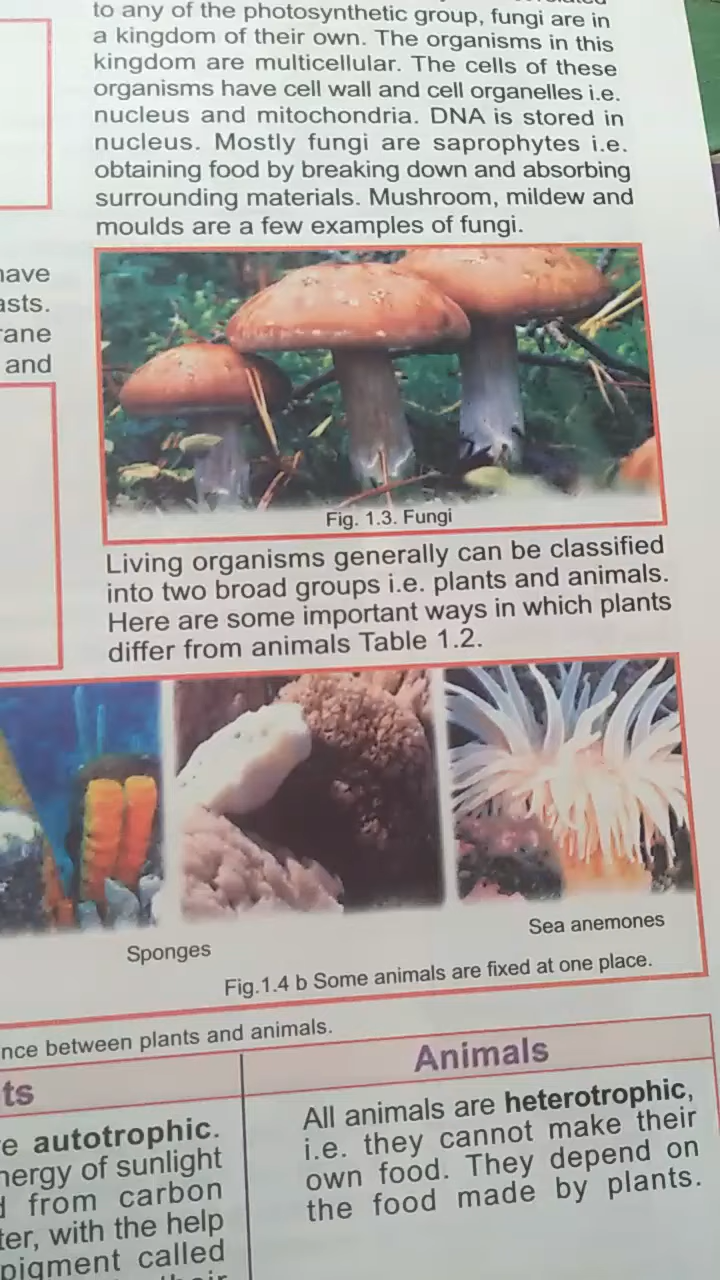 to any of the photosynthetic group, fungi are in
a kingdom of their own. The organisms in this
kingdom are multicellular. The cells of these
organisms have cell wall and cell organelles i.e.
nucleus and mitochondria. DNA is stored in
nucleus. Mostly fungi are saprophytes i.e.
obtaining food by breaking down and absorbing
surrounding materials. Mushroom, mildew and
moulds are a few examples of fungi.
have
asts.
rane
and
Fig. 1.3. Fungi
Living organisms generally can be classified
into two broad groups i.e. plants and animals.
Here are some important ways in which plants
differ from animals Table 1.2.
Sponges
Sea anemones
Fig.1.4 b Some animals are fixed at one place.
nce between plants and animals.
ts
e autotrophic.
nergy of sunlight
from carbon
ter, with the help
pigment called
Animals
All animals are heterotrophic,
i.e. they cannot make their
own food. They depend on
the food made by plants.